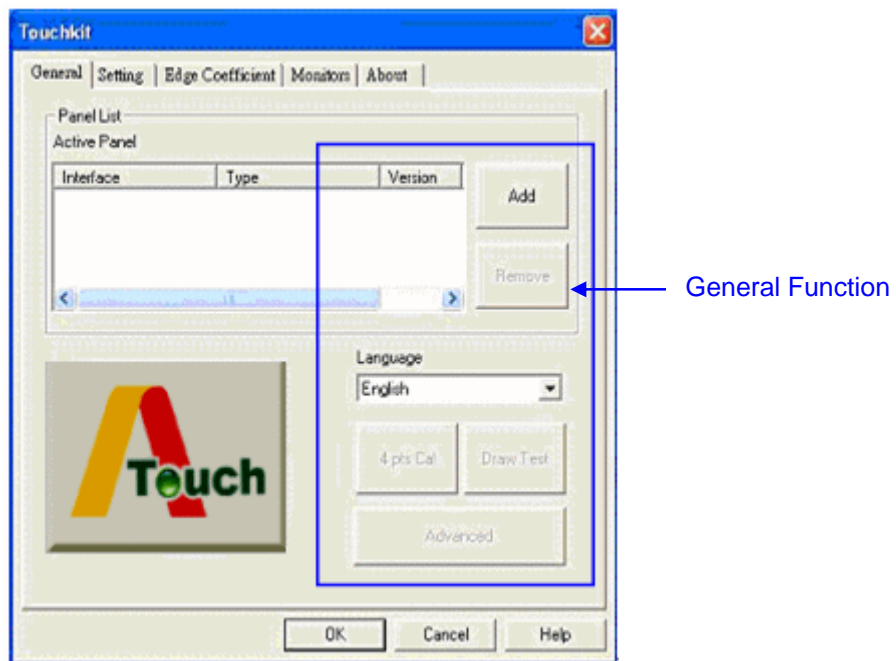 Touchkit
General Setting Edge Coefficient Monitors About
Panel List
Active Panel
Interface Type Version
Add
Remove
General Function
Language
English
4 pts Cal Draw Test
Touch
Advanced
OK Cancel Help